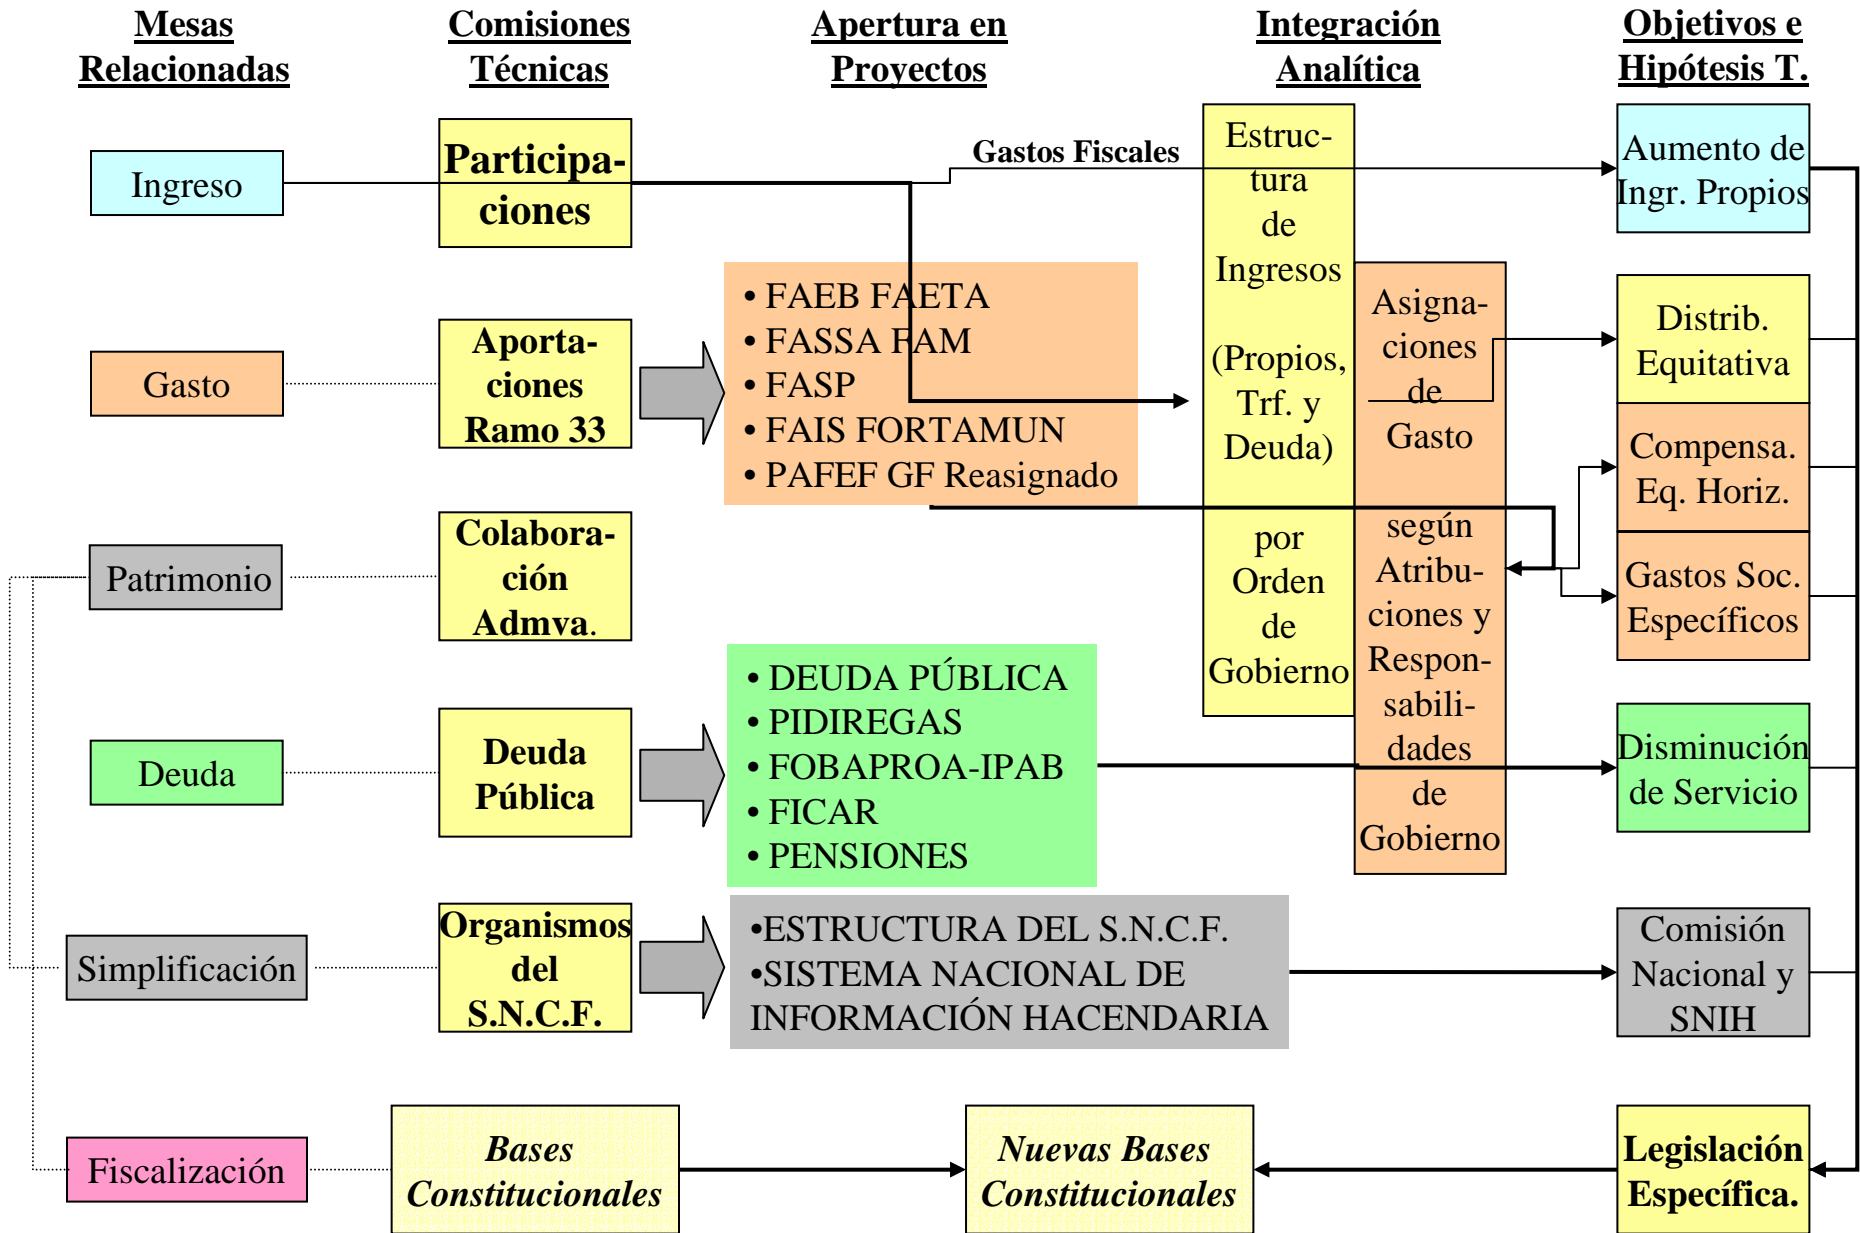 Mesas
Relacionadas
Comisiones
Técnicas
Apertura en
Proyectos
Integración
Analítica
Objetivos e
Hipótesis T.
Ingreso
Participa-
ciones
Gastos Fiscales
Estruc-
tura
de
Ingresos
(Propios,
Trf. y
Deuda)
por
Orden
de
Gobierno
Aumento de
Ingr. Propios
Gasto
Aporta-
ciones
Ramo 33
• FAEB FAETA
• FASSA FAM
• FASP
• FAIS FORTAMUN
• PAFEF GF Reasignado
Asigna-
ciones
de
Gasto
según
Atribu-
ciones y
Respon-
sabili-
dades
de
Gobierno
Distrib.
Equitativa
Compensa.
Eq. Horiz.
Gastos Soc.
Específicos
Patrimonio
Colabora-
ción
Admva.
Deuda
Deuda
Pública
• DEUDA PÚBLICA
• PIDIREGAS
• FOBAPROA-IPAB
• FICAR
• PENSIONES
Disminución
de Servicio
Simplificación
Organismos
del
S.N.C.F.
•ESTRUCTURA DEL S.N.C.F.
•SISTEMA NACIONAL DE
INFORMACIÓN HACENDARIA
Comisión
Nacional y
SNIH
Fiscalización
Bases
Constitucionales
Nuevas Bases
Constitucionales
Legislación
Específica.